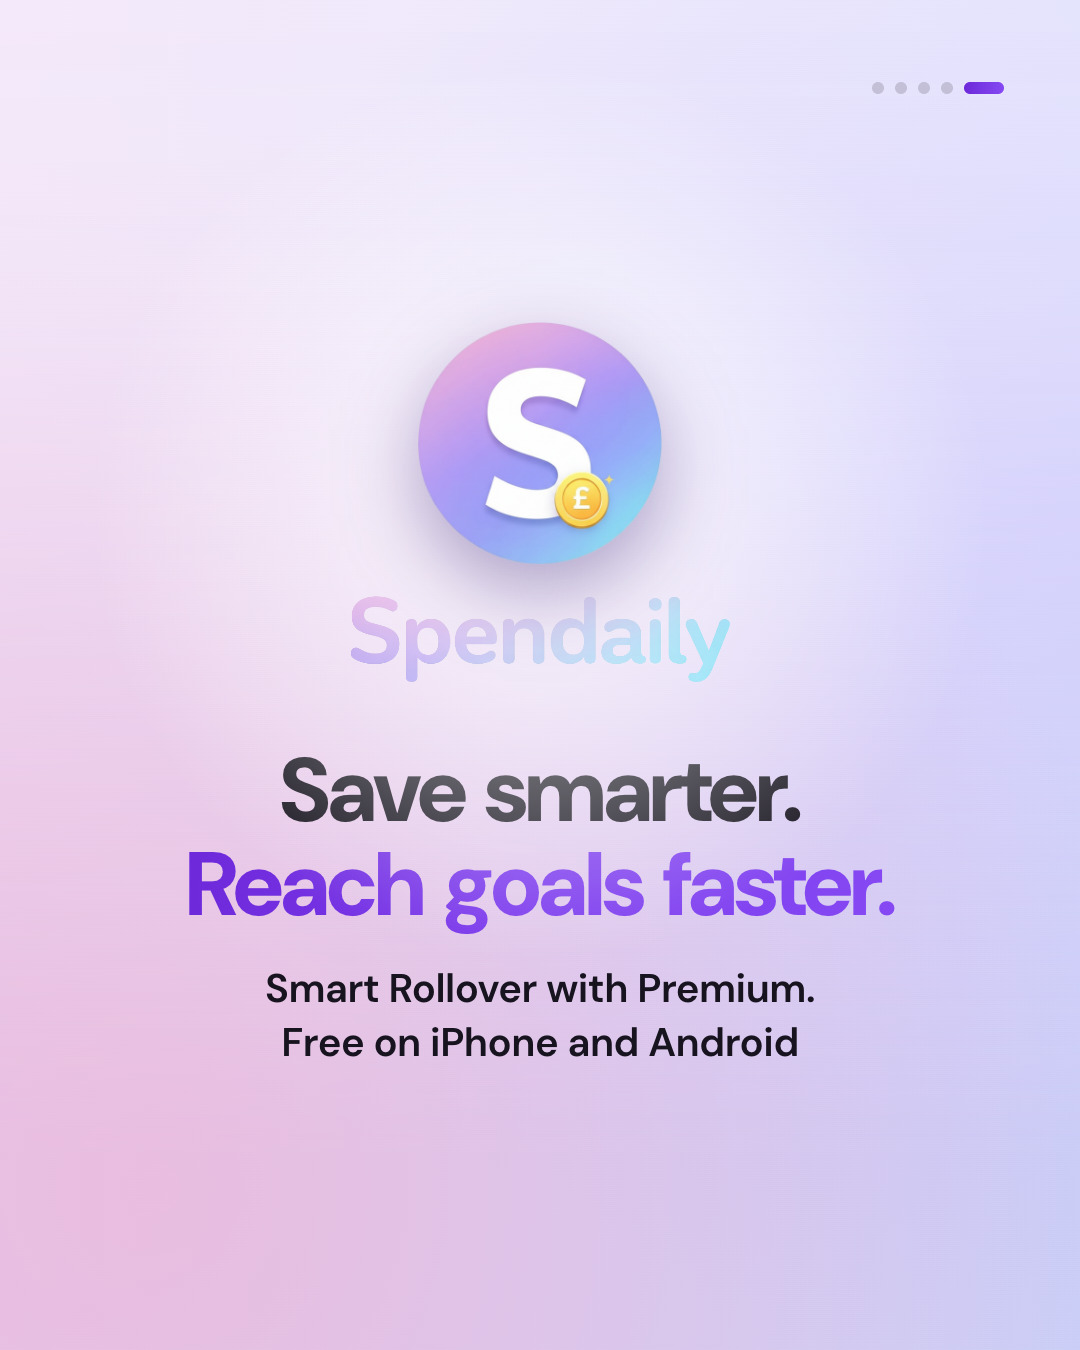 S
£
Spendaily
Save smarter.
Reach goals faster.
Smart Rollover with Premium.
Free on iPhone and Android